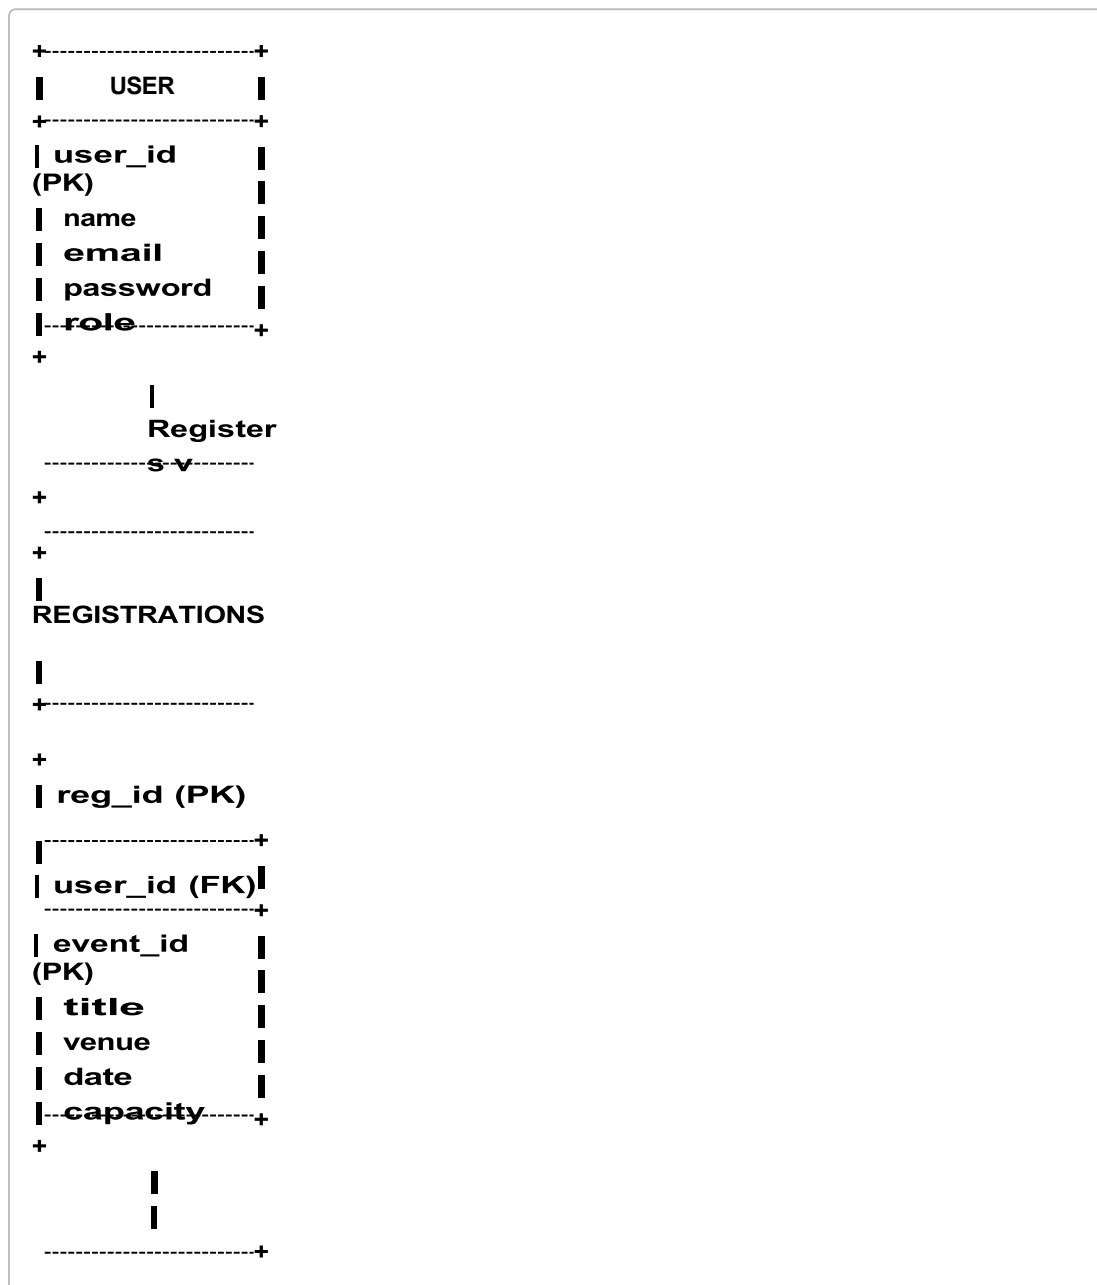 +---------------------------+
| USER |
+---------------------------+
| user_id |
(PK) |
| name |
| email |
| password |
| role
---------------------------+
+
|
Register
s v
---------------------------
+
---------------------------
+
|
REGISTRATIONS
|
+---------------------------
+
| reg_id (PK)
---------------------------+
|
| user_id (FK) |
---------------------------+
| event_id |
(PK) |
| title |
| venue |
| date |
| capacity
---------------------------+
+
|
|
---------------------------+